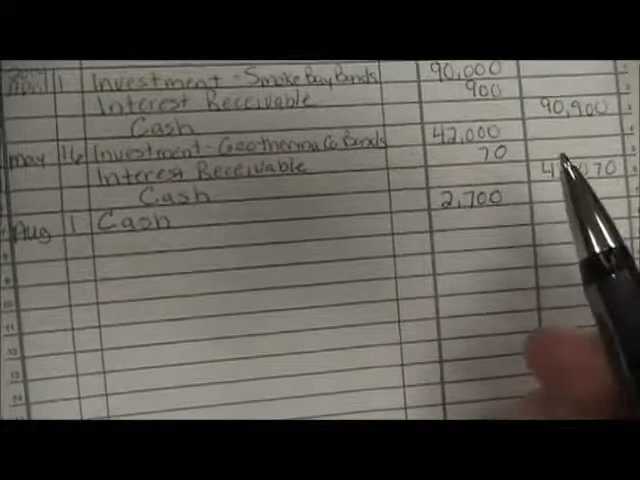 April 1 Investment - Smoke Bay Bonds 90,000
Interest Receivable 900
Cash 90,900
May 16 Investment - Geothermal Co Bonds 42,000
Interest Receivable 70
Cash 70
Aug 1 Cash 2,700